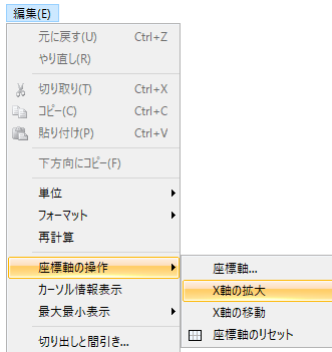 編集(E)
元に戻す(U) Ctrl+Z
やり直し(R)
切り取り(T) Ctrl+X
コピー(C) Ctrl+C
貼り付け(P) Ctrl+V
下方向にコピー(F)
単位
フォーマット
再計算
座標軸の操作
カーソル情報表示
最大最小表示
切り出しと間引き...
座標軸...
X軸の拡大
X軸の移動
座標軸のリセット